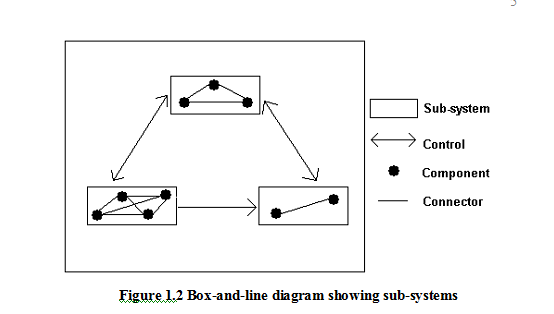 Sub-system
Control
Component
Connector
Figure 1.2 Box-and-line diagram showing sub-systems